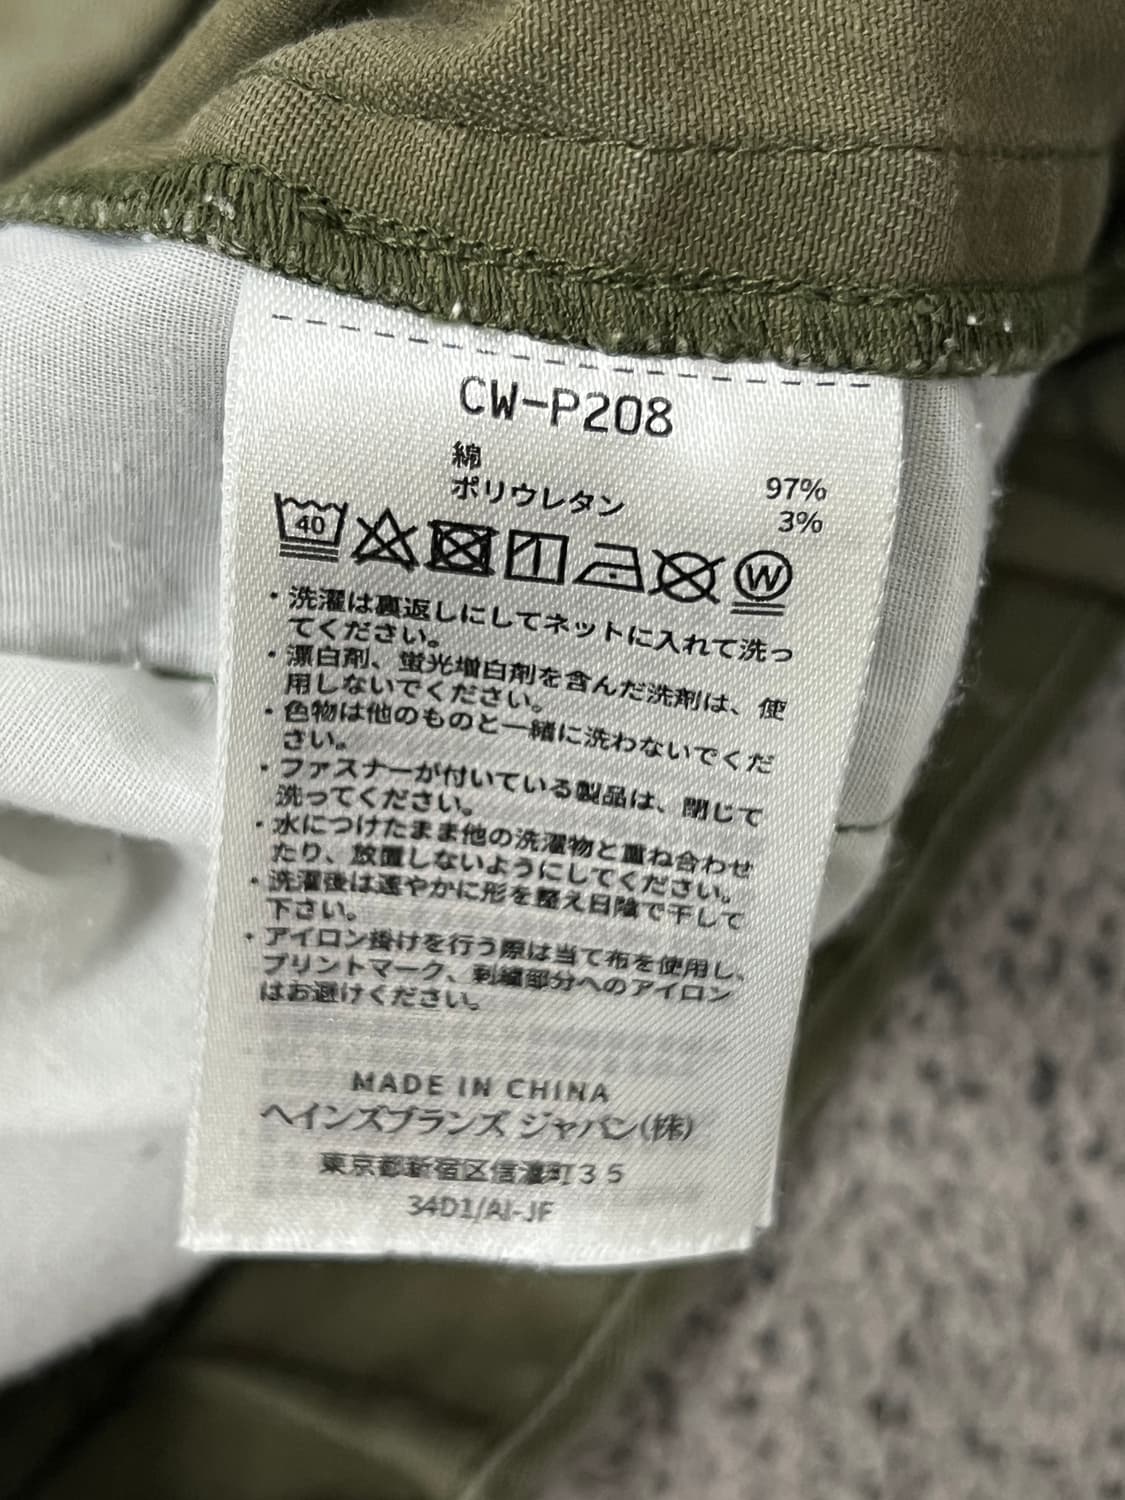 CW-P208
綿 97%
ポリウレタン 3%
40
W
・洗濯は裏返しにしてネットに入れて洗っ
てください。
・漂白剤、蛍光増白剤を含んだ洗剤は、使
用しないでください。
・色物は他のものと一緒に洗わないでくだ
さい。
・ファスナーが付いている製品は、閉じて
洗ってください。
・水につけたまま他の洗濯物と重ね合わせ
たり、放置しないようにしてください。
・洗濯後は速やかに形を整え日陰で干して
下さい。
・アイロン掛けを行う際は当て布を使用し、
プリントマーク、刺繍部分へのアイロン
はお避けください。
MADE IN CHINA
ヘインズブランズ ジャパン(株)
東京都新宿区信濃町35
34D1/AI-JF